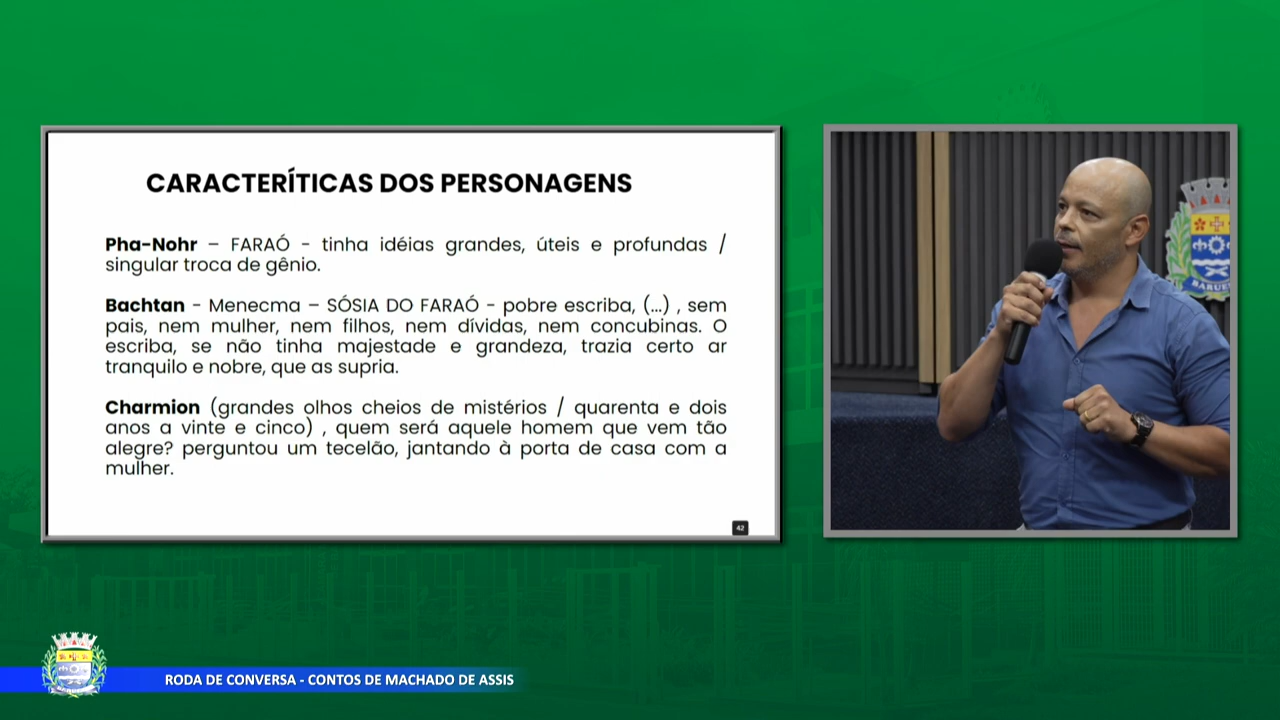 CARACTERÍTICAS DOS PERSONAGENS
Pha-Nohr – FARAÓ - tinha idéias grandes, úteis e profundas /
singular troca de gênio.
Bachtan - Menecma – SÓSIA DO FARAÓ - pobre escriba, (...) , sem
pais, nem mulher, nem filhos, nem dívidas, nem concubinas. O
escriba, se não tinha majestade e grandeza, trazia certo ar
tranquilo e nobre, que as supria.
Charmion (grandes olhos cheios de mistérios / quarenta e dois
anos a vinte e cinco) , quem será aquele homem que vem tão
alegre? perguntou um tecelão, jantando à porta de casa com a
mulher.
42
BARUERI
RODA DE CONVERSA - CONTOS DE MACHADO DE ASSIS
BARUERI